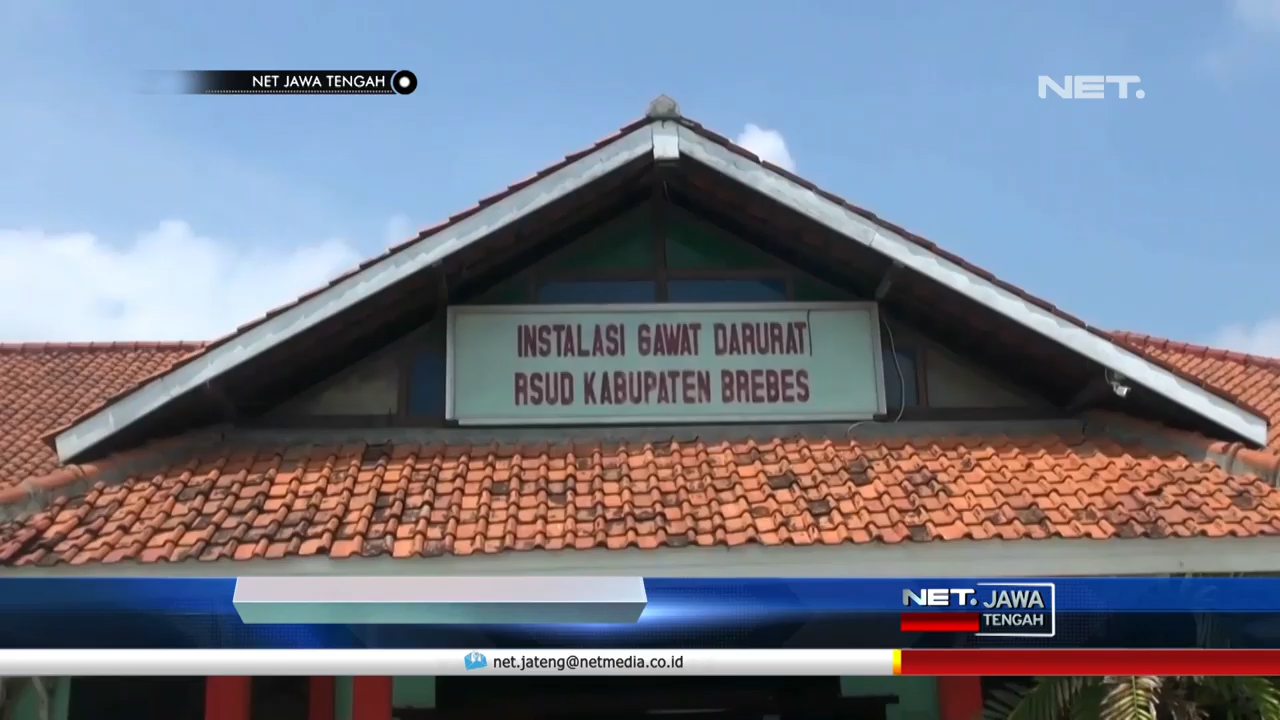 NET JAWA TENGAH
NET.
INSTALASI GAWAT DARURAT
RSUD KABUPATEN BREBES
NET. JAWA
TENGAH
net.jateng@netmedia.co.id